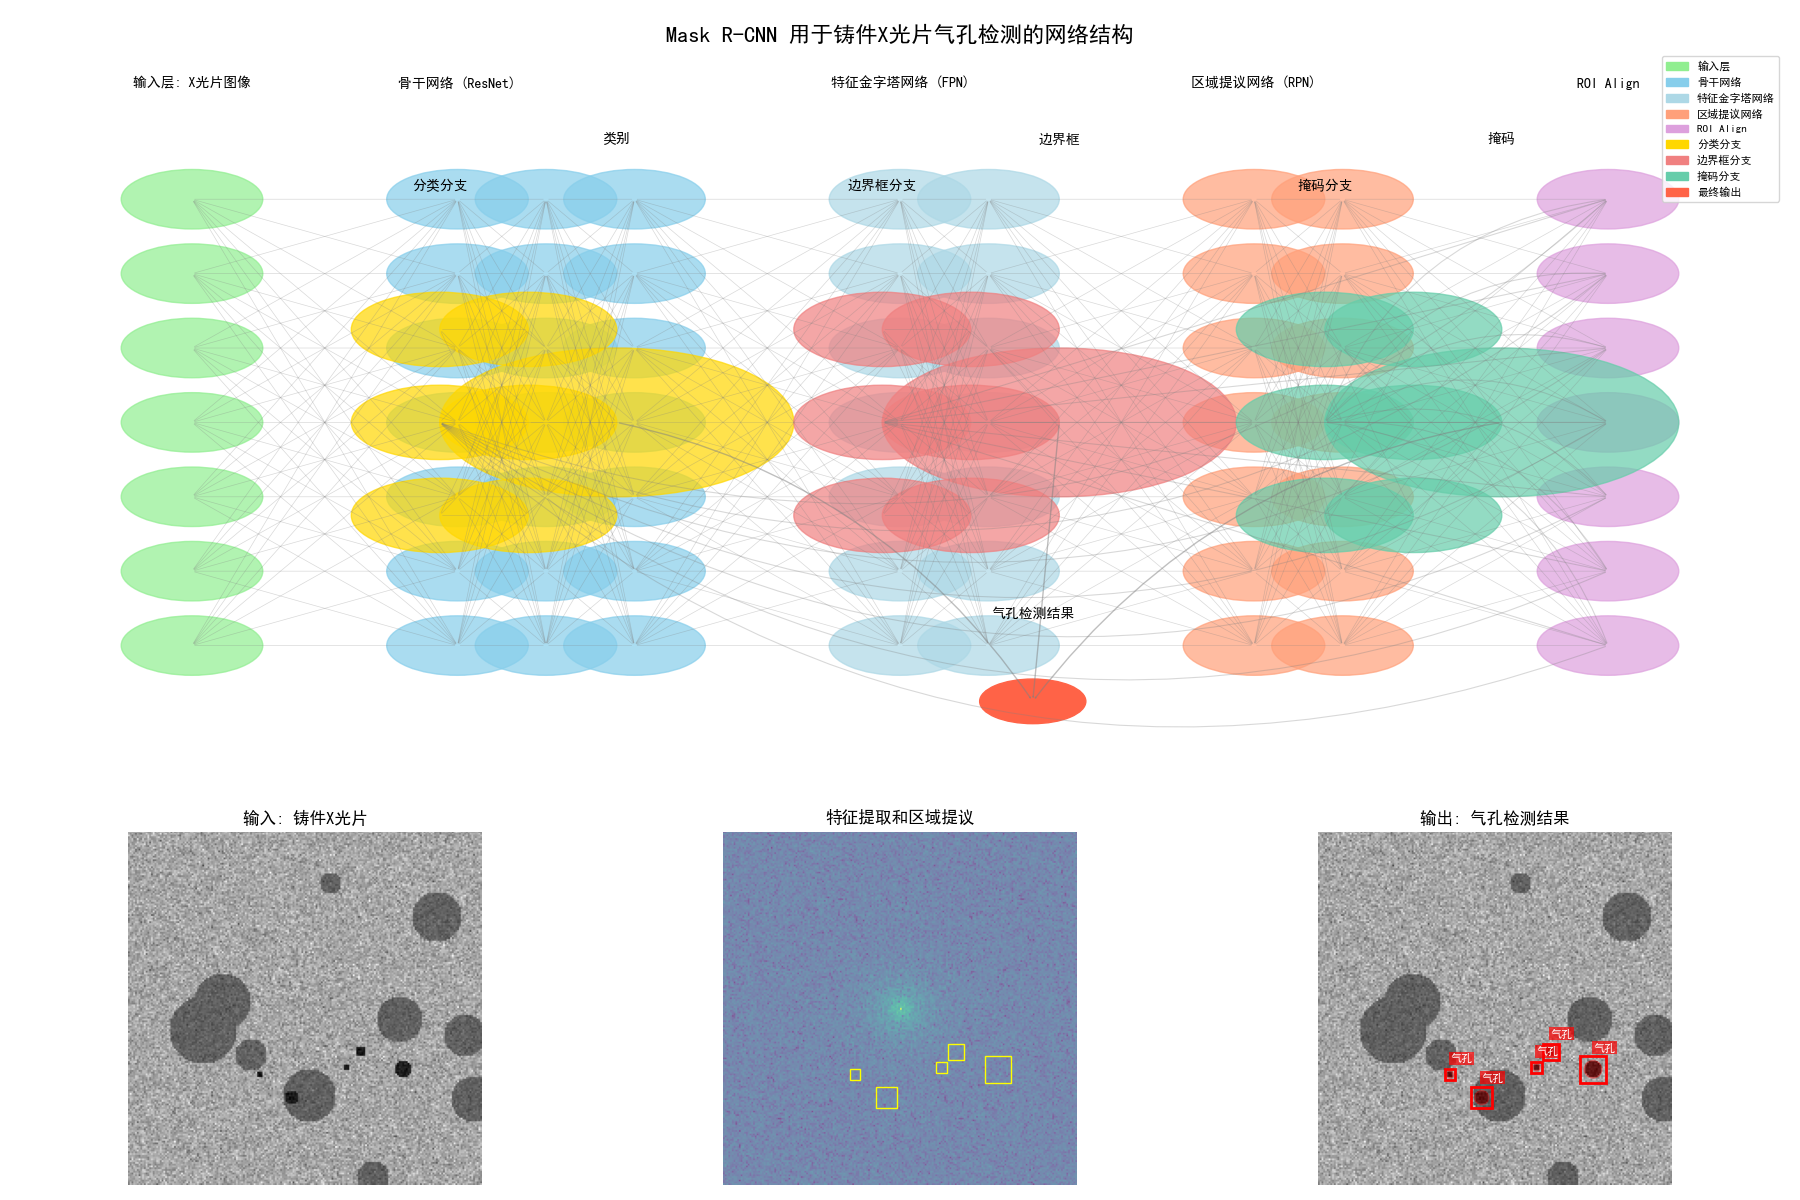 Mask R-CNN 用于铸件X光片气孔检测的网络结构
输入层: X光片图像
骨干网络 (ResNet)
特征金字塔网络 (FPN)
区域提议网络 (RPN)
ROI Align
输入层
骨干网络
特征金字塔网络
区域提议网络
ROI Align
分类分支
边界框分支
掩码分支
最终输出
类别
边界框
掩码
分类分支
边界框分支
掩码分支
气孔检测结果
输入: 铸件X光片
特征提取和区域提议
输出: 气孔检测结果
气孔
气孔
气孔
气孔
气孔